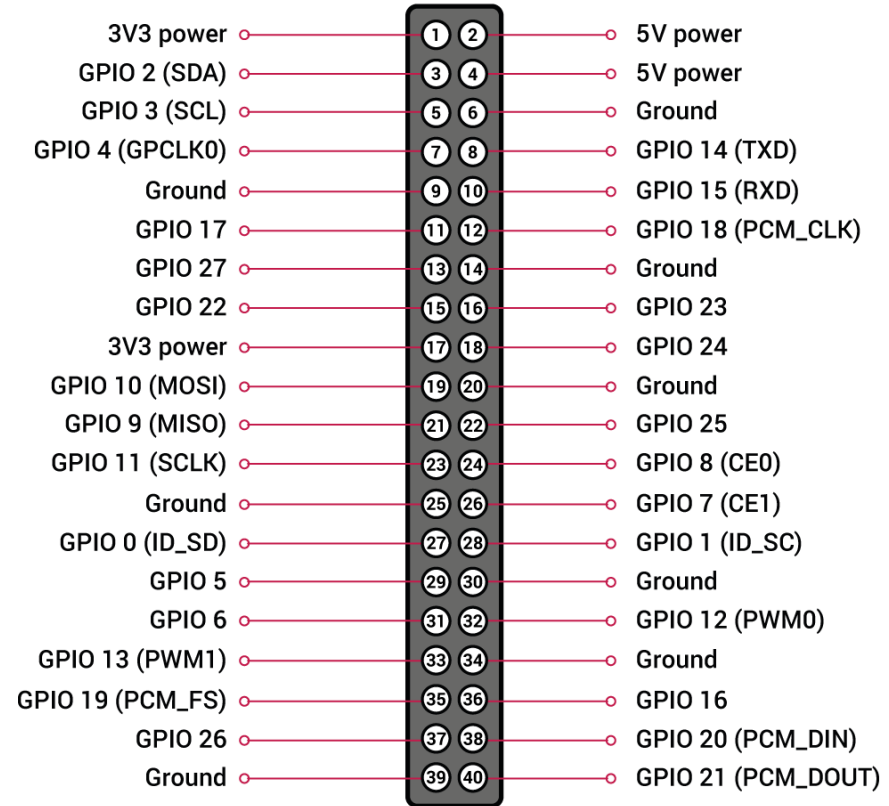 3V3 power 1 2 5V power
GPIO 2 (SDA) 3 4 5V power
GPIO 3 (SCL) 5 6 Ground
GPIO 4 (GPCLK0) 7 8 GPIO 14 (TXD)
Ground 9 10 GPIO 15 (RXD)
GPIO 17 11 12 GPIO 18 (PCM_CLK)
GPIO 27 13 14 Ground
GPIO 22 15 16 GPIO 23
3V3 power 17 18 GPIO 24
GPIO 10 (MOSI) 19 20 Ground
GPIO 9 (MISO) 21 22 GPIO 25
GPIO 11 (SCLK) 23 24 GPIO 8 (CE0)
Ground 25 26 GPIO 7 (CE1)
GPIO 0 (ID_SD) 27 28 GPIO 1 (ID_SC)
GPIO 5 29 30 Ground
GPIO 6 31 32 GPIO 12 (PWM0)
GPIO 13 (PWM1) 33 34 Ground
GPIO 19 (PCM_FS) 35 36 GPIO 16
GPIO 26 37 38 GPIO 20 (PCM_DIN)
Ground 39 40 GPIO 21 (PCM_DOUT)